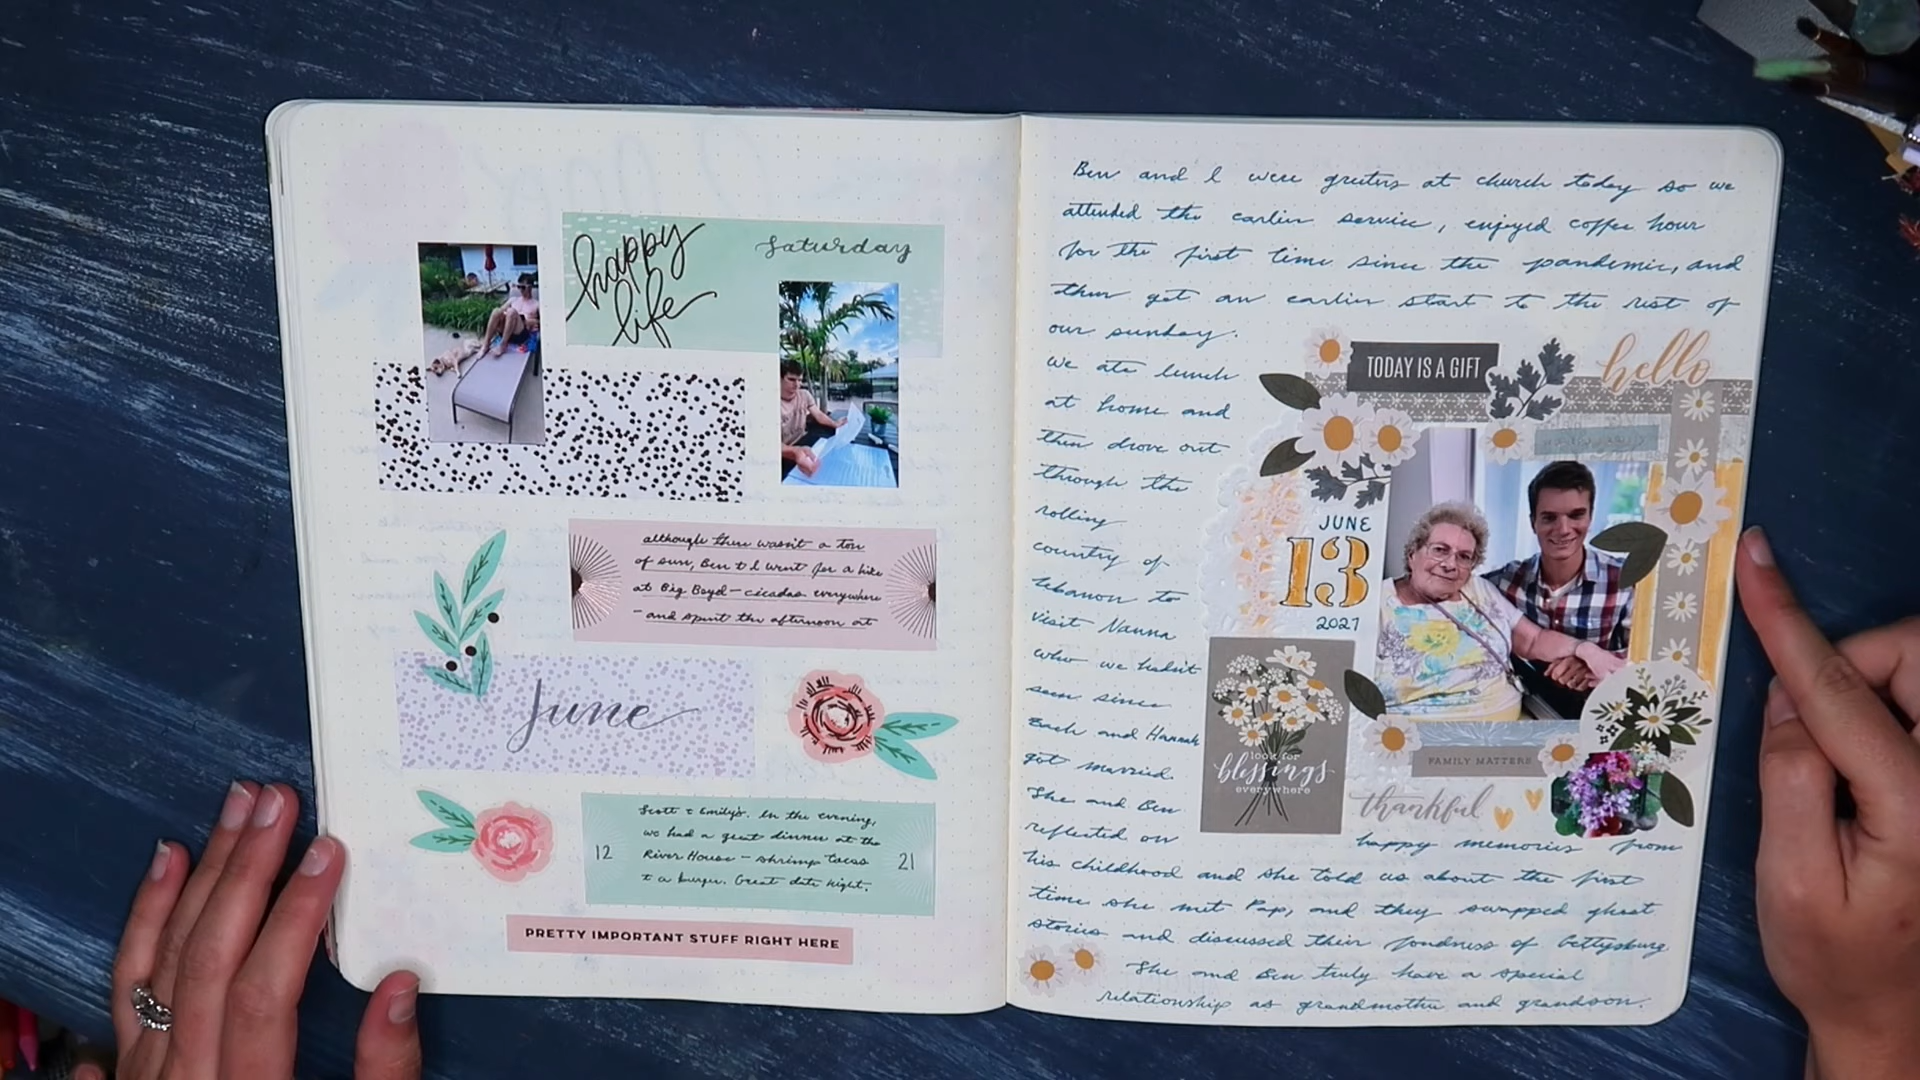 happy
life
saturday
although there wasn't a ton
of sun, Ben & I went for a hike
at Big Boyd - cicadas everywhere
- and spent the afternoon at
June
Scott & Emily's. In the evening,
we had a great dinner at the
River House - shrimp tacos
& a burger. Great date night.
12
21
PRETTY IMPORTANT STUFF RIGHT HERE
Ben and I were greeters at church today so we
attended the earlier service, enjoyed coffee hour
for the first time since the pandemic, and
then got an earlier start to the rest of
our sunday.
We ate lunch
at home and
then drove out
through the
rolling
country of
Lebanon to
visit Nanna
who we hadn't
seen since
Zach and Hannah
got married.
She and Ben
reflected on
happy memories from
his childhood and she told us about the first
time she met Pap, and they swapped ghost
stories and discussed their fondness of Gettysburg
She and Ben truly have a special
relationship as grandmother and grandson.
TODAY IS A GIFT
hello
JUNE
13
2021
look for
blessings
everywhere
FAMILY MATTERS
thankful